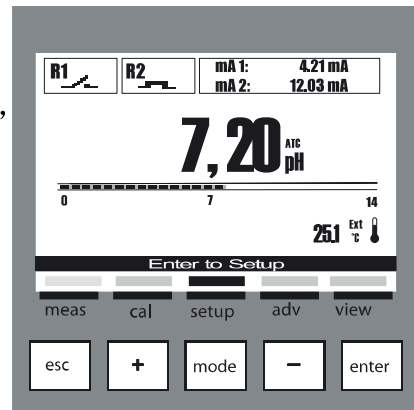 ,
R1 R2 mA 1: 4.21 mA
mA 2: 12.03 mA
7,20 ATC pH
0 7 14
25.1 Ext °C
Enter to Setup
meas cal setup adv view
esc + mode − enter